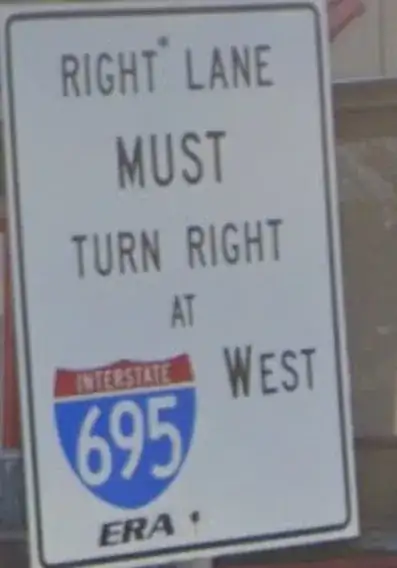 RIGHT LANE
MUST
TURN RIGHT
AT
INTERSTATE
695
WEST
ERA